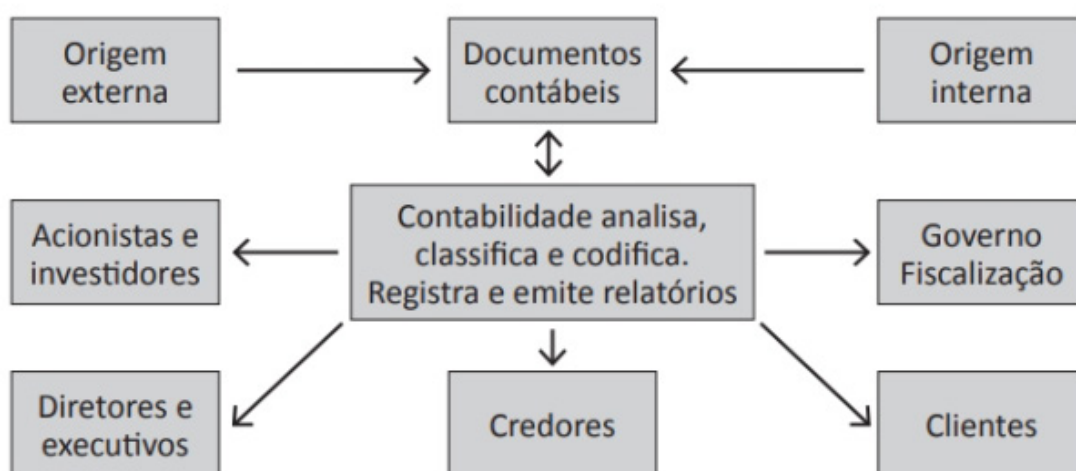 Origem
externa
Documentos
contábeis
Origem
interna
Acionistas e
investidores
Contabilidade analisa,
classifica e codifica.
Registra e emite relatórios
Governo
Fiscalização
Diretores e
executivos
Credores
Clientes